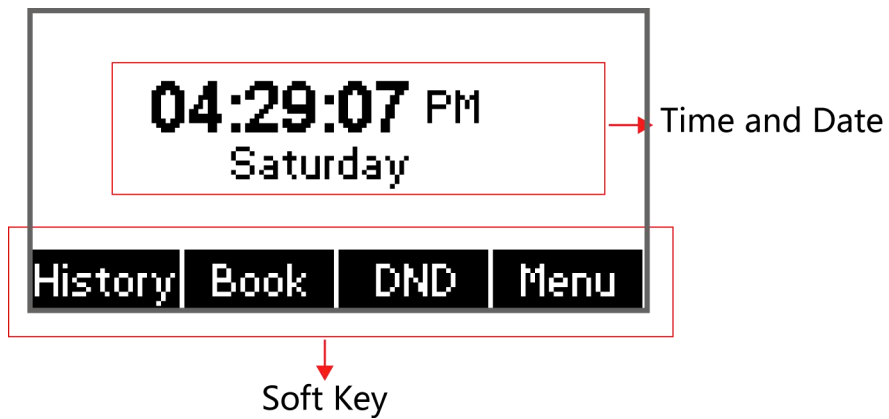 04:29:07 PM
Saturday
Time and Date
History Book DND Menu
Soft Key